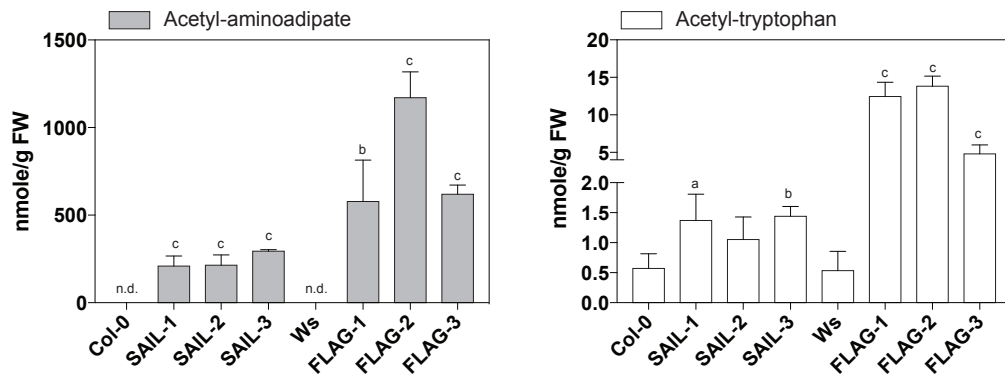 Acetyl-aminoadipate
nmole/g FW
1500
1000
500
0
n.d.
c
c
c
n.d.
b
c
c
Col-0
SAIL-1
SAIL-2
SAIL-3
Ws
FLAG-1
FLAG-2
FLAG-3
Acetyl-tryptophan
nmole/g FW
20
15
10
5
2.0
1.5
1.0
0.5
0.0
a
b
c
c
c
Col-0
SAIL-1
SAIL-2
SAIL-3
Ws
FLAG-1
FLAG-2
FLAG-3